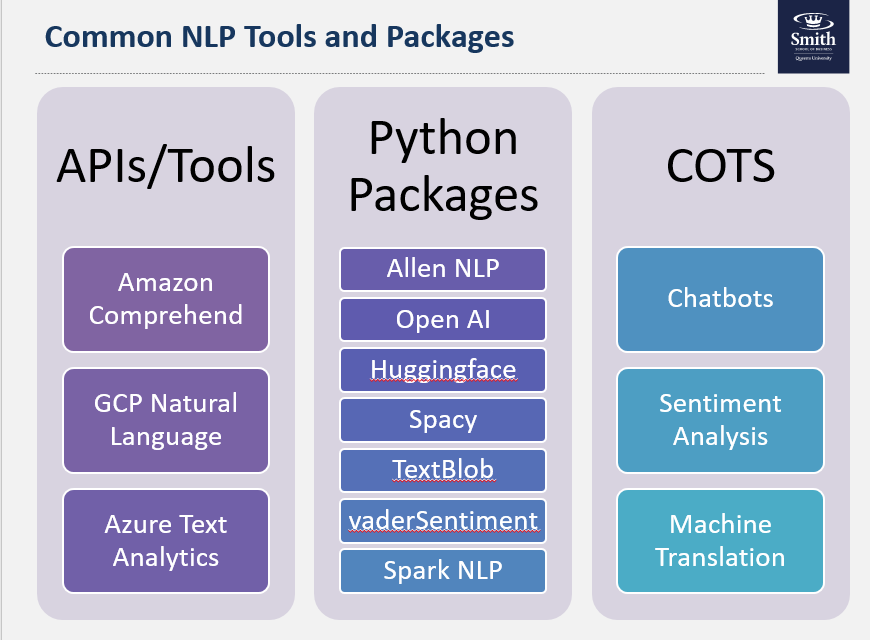 Common NLP Tools and Packages
Smith
SCHOOL OF BUSINESS
Queen's University
APIs/Tools
Amazon
Comprehend
GCP Natural
Language
Azure Text
Analytics
Python
Packages
Allen NLP
Open AI
Huggingface
Spacy
TextBlob
vaderSentiment
Spark NLP
COTS
Chatbots
Sentiment
Analysis
Machine
Translation